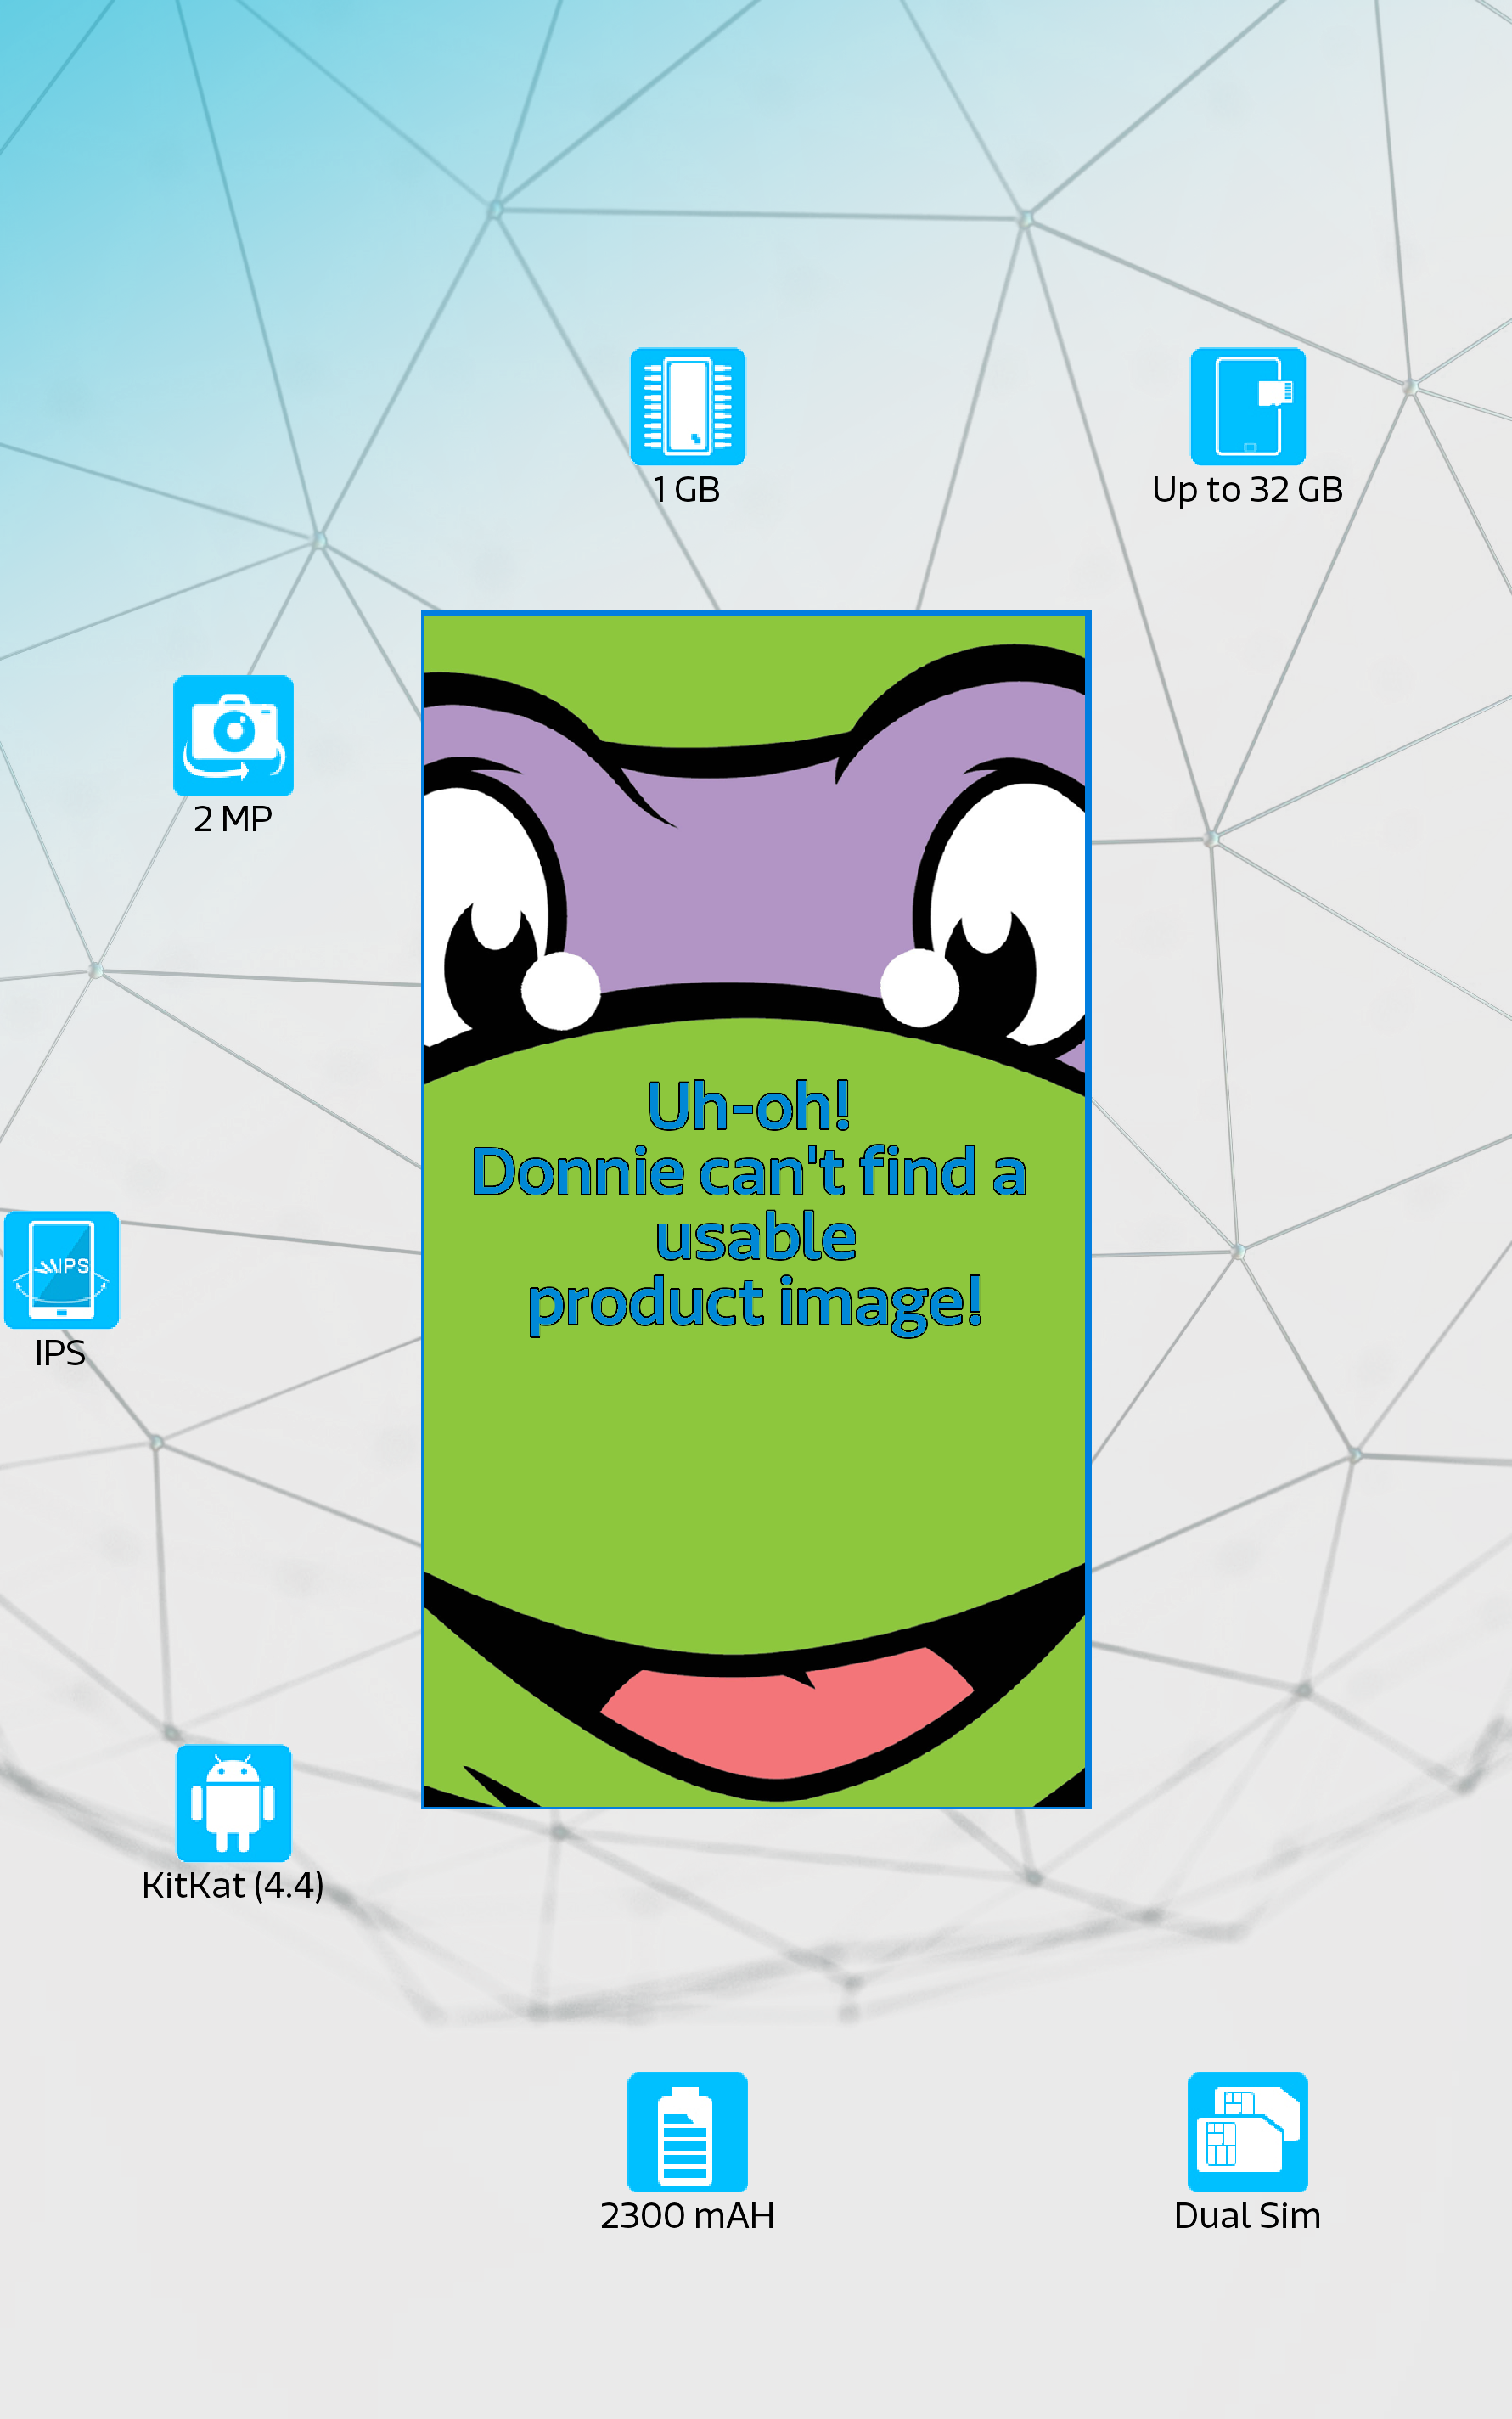 1 GB
Up to 32 GB
2 MP
Uh-oh!
Donnie can't find a
usable
product image!
IPS
IPS
KitKat (4.4)
2300 mAH
Dual Sim